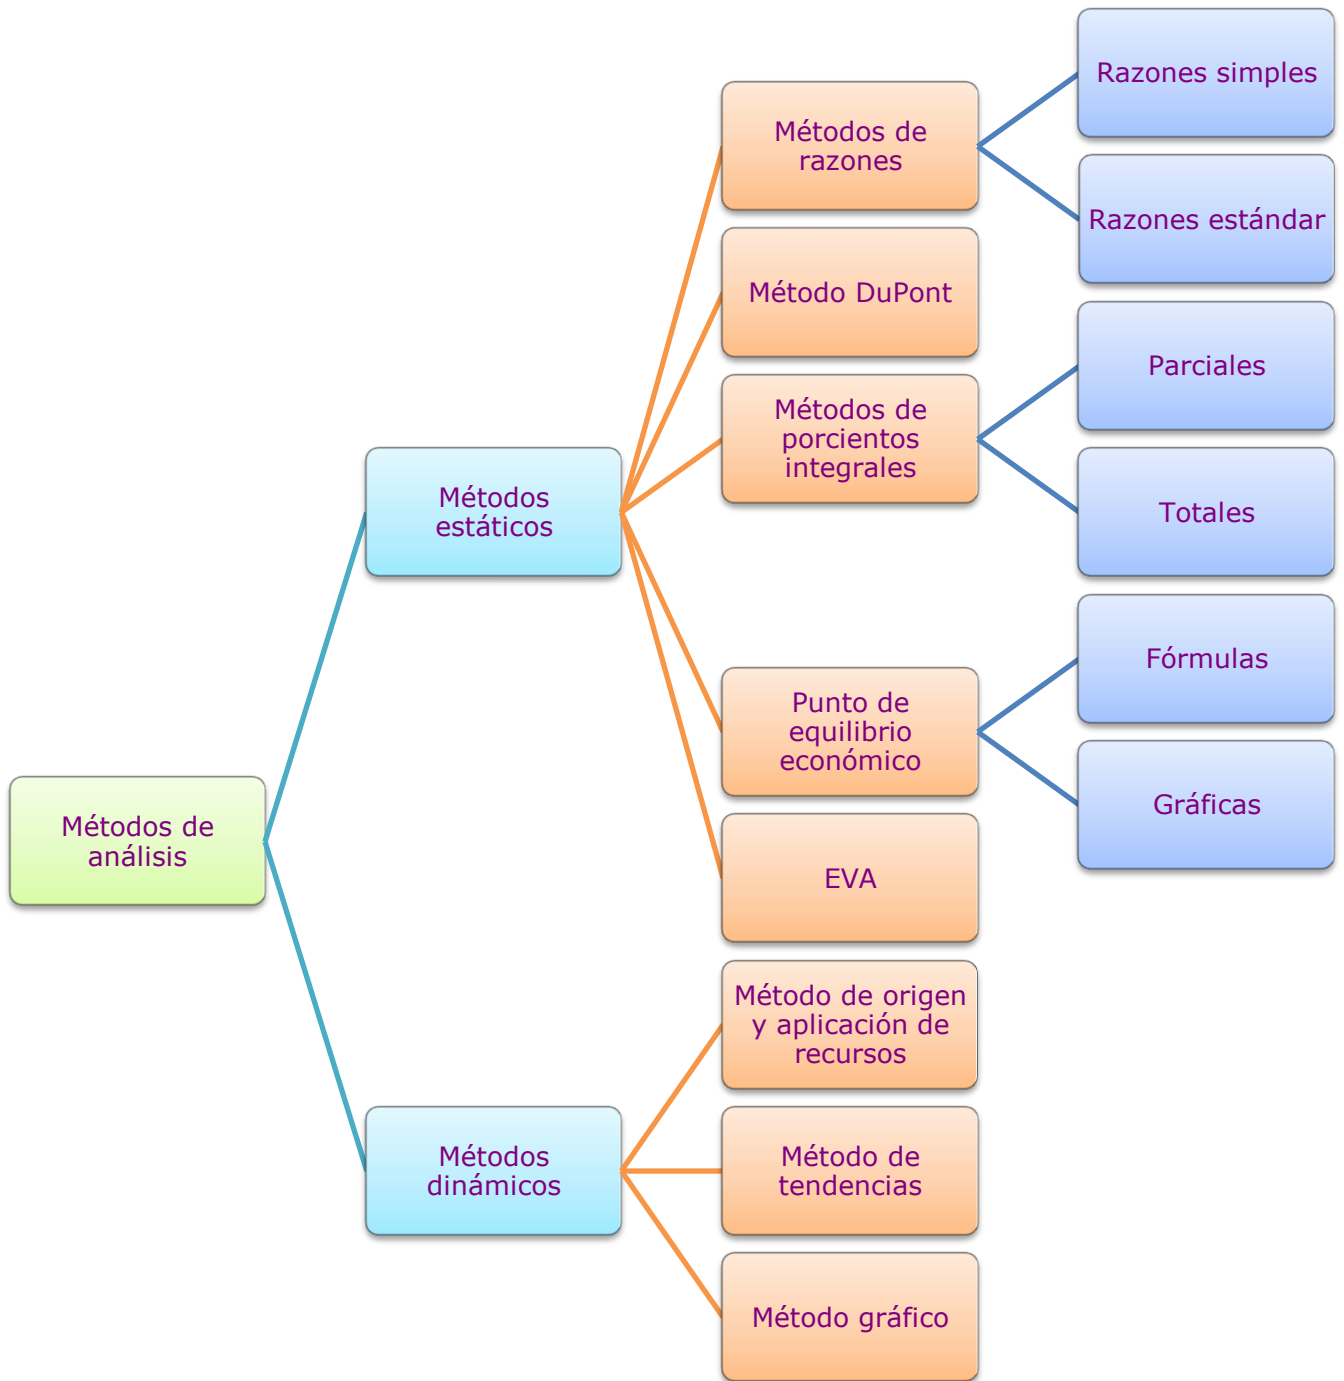 Métodos de
análisis
Métodos
estáticos
Métodos de
razones
Razones simples
Razones estándar
Método DuPont
Métodos de
porcientos
integrales
Parciales
Totales
Punto de
equilibrio
económico
Fórmulas
Gráficas
EVA
Métodos
dinámicos
Método de origen
y aplicación de
recursos
Método de
tendencias
Método gráfico